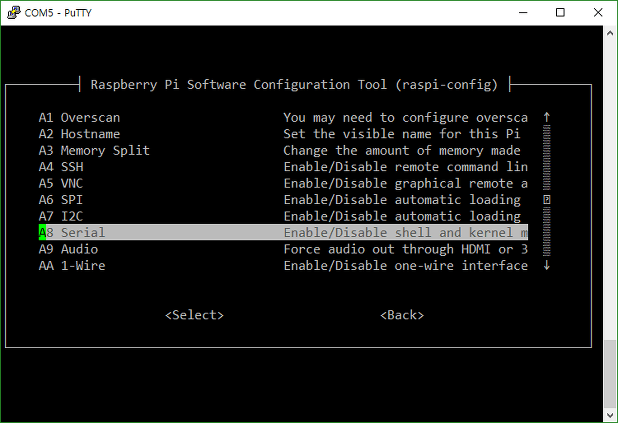 COM5 - PuTTY
Raspberry Pi Software Configuration Tool (raspi-config)
A1 Overscan You may need to configure oversca
A2 Hostname Set the visible name for this Pi
A3 Memory Split Change the amount of memory made
A4 SSH Enable/Disable remote command lin
A5 VNC Enable/Disable graphical remote a
A6 SPI Enable/Disable automatic loading
A7 I2C Enable/Disable automatic loading
A8 Serial Enable/Disable shell and kernel m
A9 Audio Force audio out through HDMI or 3
AA 1-Wire Enable/Disable one-wire interface
<Select> <Back>